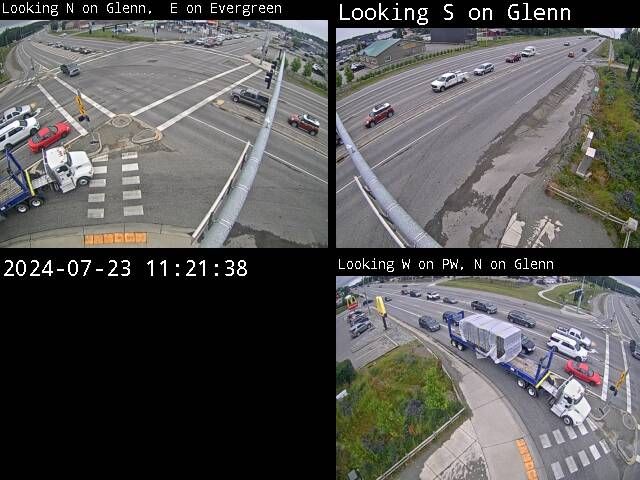 Looking N on Glenn, E on Evergreen
Looking S on Glenn
2024-07-23 11:21:38
Looking W on PW, N on Glenn